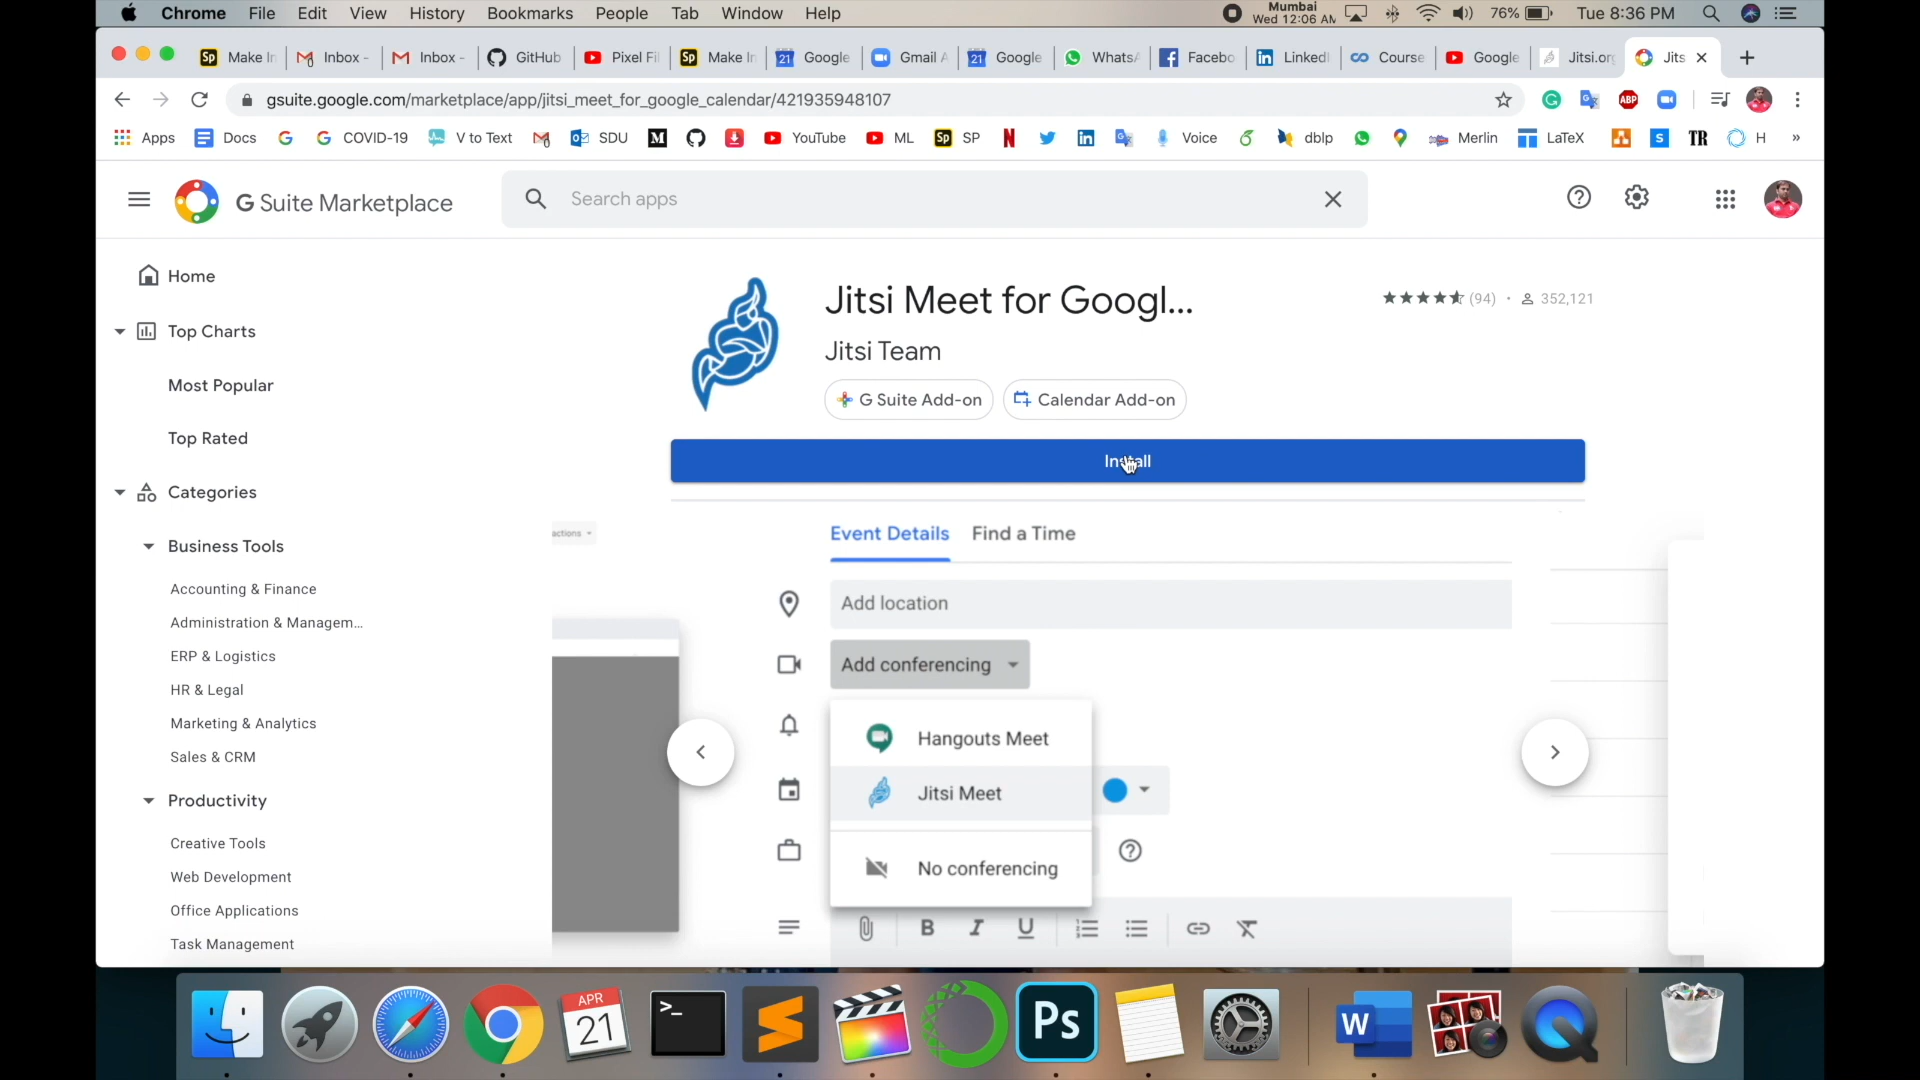 Chrome File Edit View History Bookmarks People Tab Window Help Mumbai Wed 12:06 AM 76% Tue 8:36 PM
Make In Inbox - Inbox - GitHub Pixel Fil Make In Google Gmail A Google WhatsA Facebo LinkedI Course Google Jitsi.org Jits
gsuite.google.com/marketplace/app/jitsi_meet_for_google_calendar/421935948107
Apps Docs COVID-19 V to Text SDU YouTube ML SP Voice dblp Merlin LaTeX TR H »
G Suite Marketplace Search apps
Home
Top Charts
Most Popular
Top Rated
Categories
Business Tools
Accounting & Finance
Administration & Managem...
ERP & Logistics
HR & Legal
Marketing & Analytics
Sales & CRM
Productivity
Creative Tools
Web Development
Office Applications
Task Management
Jitsi Meet for Googl...
(94) · 352,121
Jitsi Team
G Suite Add-on Calendar Add-on
Install
actions
Event Details Find a Time
Add location
Add conferencing
Hangouts Meet
Jitsi Meet
No conferencing
B I U
APR
21
Ps
W